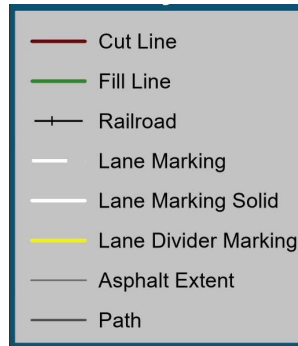 Cut Line
Fill Line
Railroad
Lane Marking
Lane Marking Solid
Lane Divider Marking
Asphalt Extent
Path